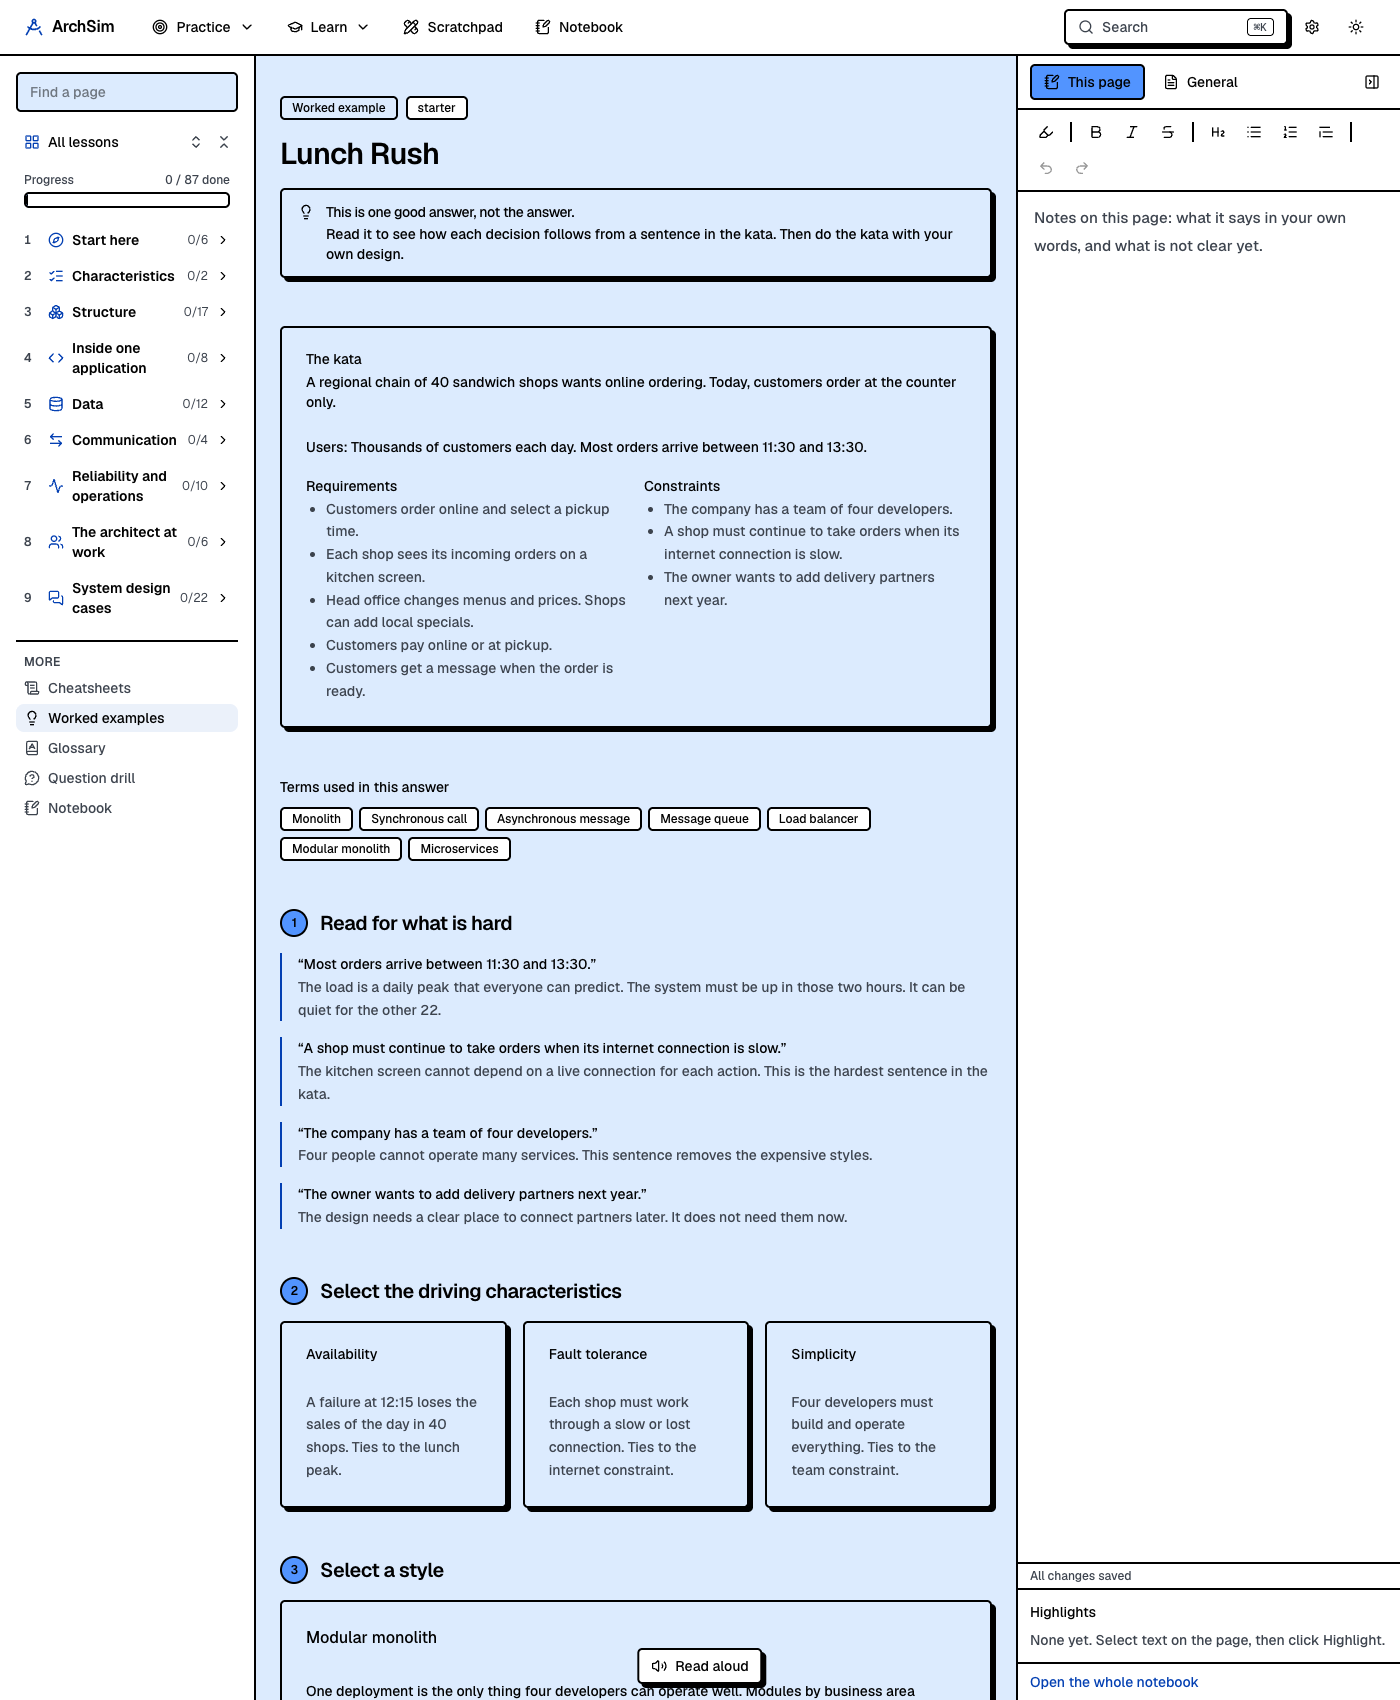 ArchSim
Practice
Learn
Scratchpad
Notebook
Search
⌘K
Find a page
All lessons
Progress 0 / 87 done
1 Start here 0/6
2 Characteristics 0/2
3 Structure 0/17
4 Inside one application 0/8
5 Data 0/12
6 Communication 0/4
7 Reliability and operations 0/10
8 The architect at work 0/6
9 System design cases 0/22
MORE
Cheatsheets
Worked examples
Glossary
Question drill
Notebook
Worked example
starter
Lunch Rush
This is one good answer, not the answer.
Read it to see how each decision follows from a sentence in the kata. Then do the kata with your
own design.
The kata
A regional chain of 40 sandwich shops wants online ordering. Today, customers order at the counter
only.
Users: Thousands of customers each day. Most orders arrive between 11:30 and 13:30.
Requirements
• Customers order online and select a pickup
time.
• Each shop sees its incoming orders on a
kitchen screen.
• Head office changes menus and prices. Shops
can add local specials.
• Customers pay online or at pickup.
• Customers get a message when the order is
ready.
Constraints
• The company has a team of four developers.
• A shop must continue to take orders when its
internet connection is slow.
• The owner wants to add delivery partners
next year.
Terms used in this answer
Monolith
Synchronous call
Asynchronous message
Message queue
Load balancer
Modular monolith
Microservices
1 Read for what is hard
“Most orders arrive between 11:30 and 13:30.”
The load is a daily peak that everyone can predict. The system must be up in those two hours. It can be
quiet for the other 22.
“A shop must continue to take orders when its internet connection is slow.”
The kitchen screen cannot depend on a live connection for each action. This is the hardest sentence in the
kata.
“The company has a team of four developers.”
Four people cannot operate many services. This sentence removes the expensive styles.
“The owner wants to add delivery partners next year.”
The design needs a clear place to connect partners later. It does not need them now.
2 Select the driving characteristics
Availability
A failure at 12:15 loses the
sales of the day in 40
shops. Ties to the lunch
peak.
Fault tolerance
Each shop must work
through a slow or lost
connection. Ties to the
internet constraint.
Simplicity
Four developers must
build and operate
everything. Ties to the
team constraint.
3 Select a style
Modular monolith
One deployment is the only thing four developers can operate well. Modules by business area
Read aloud
This page
General
B I S H2
Notes on this page: what it says in your own
words, and what is not clear yet.
All changes saved
Highlights
None yet. Select text on the page, then click Highlight.
Open the whole notebook